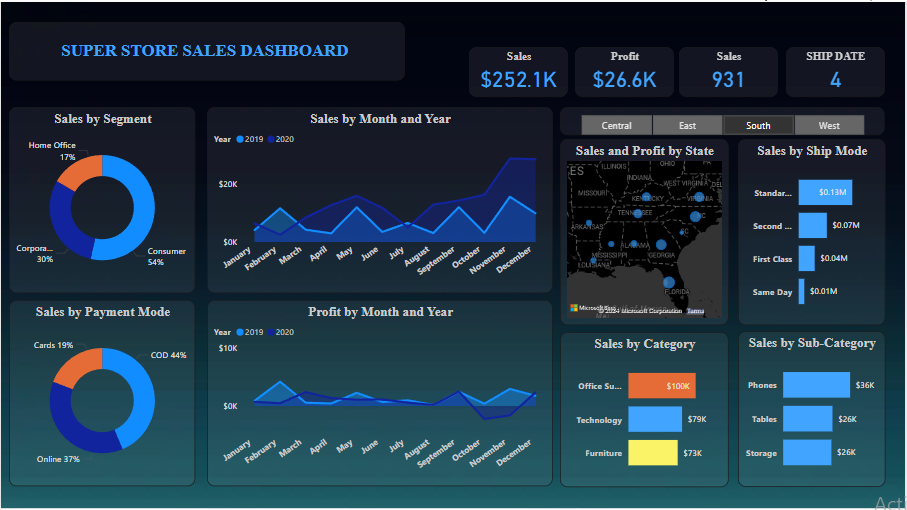 SUPER STORE SALES DASHBOARD
Sales
$252.1K
Profit
$26.6K
Sales
931
SHIP DATE
4
Sales by Segment
Home Office
17%
Corpora...
30%
Consumer
54%
Sales by Month and Year
Year 2019 2020
$20K
$0K
January
February
March
April
May
June
July
August
September
October
November
December
Central
East
South
West
Sales and Profit by State
ES
ILLINOIS
OHIO
PA
INDIANA
WEST VIRGINIA
DEL
MISSOURI
KENTUCKY
VIRGINIA
TENNESSEE
NC
ARKANSAS
SC
ALABAMA
MISSISSIPPI
GEORGIA
LOUISIANA
FLORIDA
© 2024 Microsoft Corporation Terms
Sales by Ship Mode
Standar... $0.13M
Second ... $0.07M
First Class $0.04M
Same Day $0.01M
Sales by Payment Mode
Cards 19%
COD 44%
Online 37%
Profit by Month and Year
Year 2019 2020
$10K
$0K
January
February
March
April
May
June
July
August
September
October
November
December
Sales by Category
Office Su... $100K
Technology $79K
Furniture $73K
Sales by Sub-Category
Phones $36K
Tables $26K
Storage $26K
Acti